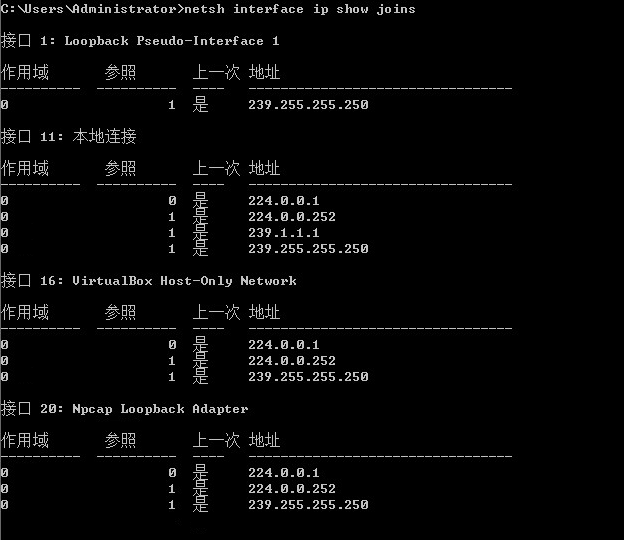 C:\Users\Administrator>netsh interface ip show joins
接口 1: Loopback Pseudo-Interface 1
作用域 参照 上一次 地址
---------- ---------- ---- ---------------------------------
0 1 是 239.255.255.250
接口 11: 本地连接
作用域 参照 上一次 地址
---------- ---------- ---- ---------------------------------
0 0 是 224.0.0.1
0 1 是 224.0.0.252
0 1 是 239.1.1.1
0 1 是 239.255.255.250
接口 16: VirtualBox Host-Only Network
作用域 参照 上一次 地址
---------- ---------- ---- ---------------------------------
0 0 是 224.0.0.1
0 1 是 224.0.0.252
0 1 是 239.255.255.250
接口 20: Npcap Loopback Adapter
作用域 参照 上一次 地址
---------- ---------- ---- ---------------------------------
0 0 是 224.0.0.1
0 1 是 224.0.0.252
0 1 是 239.255.255.250